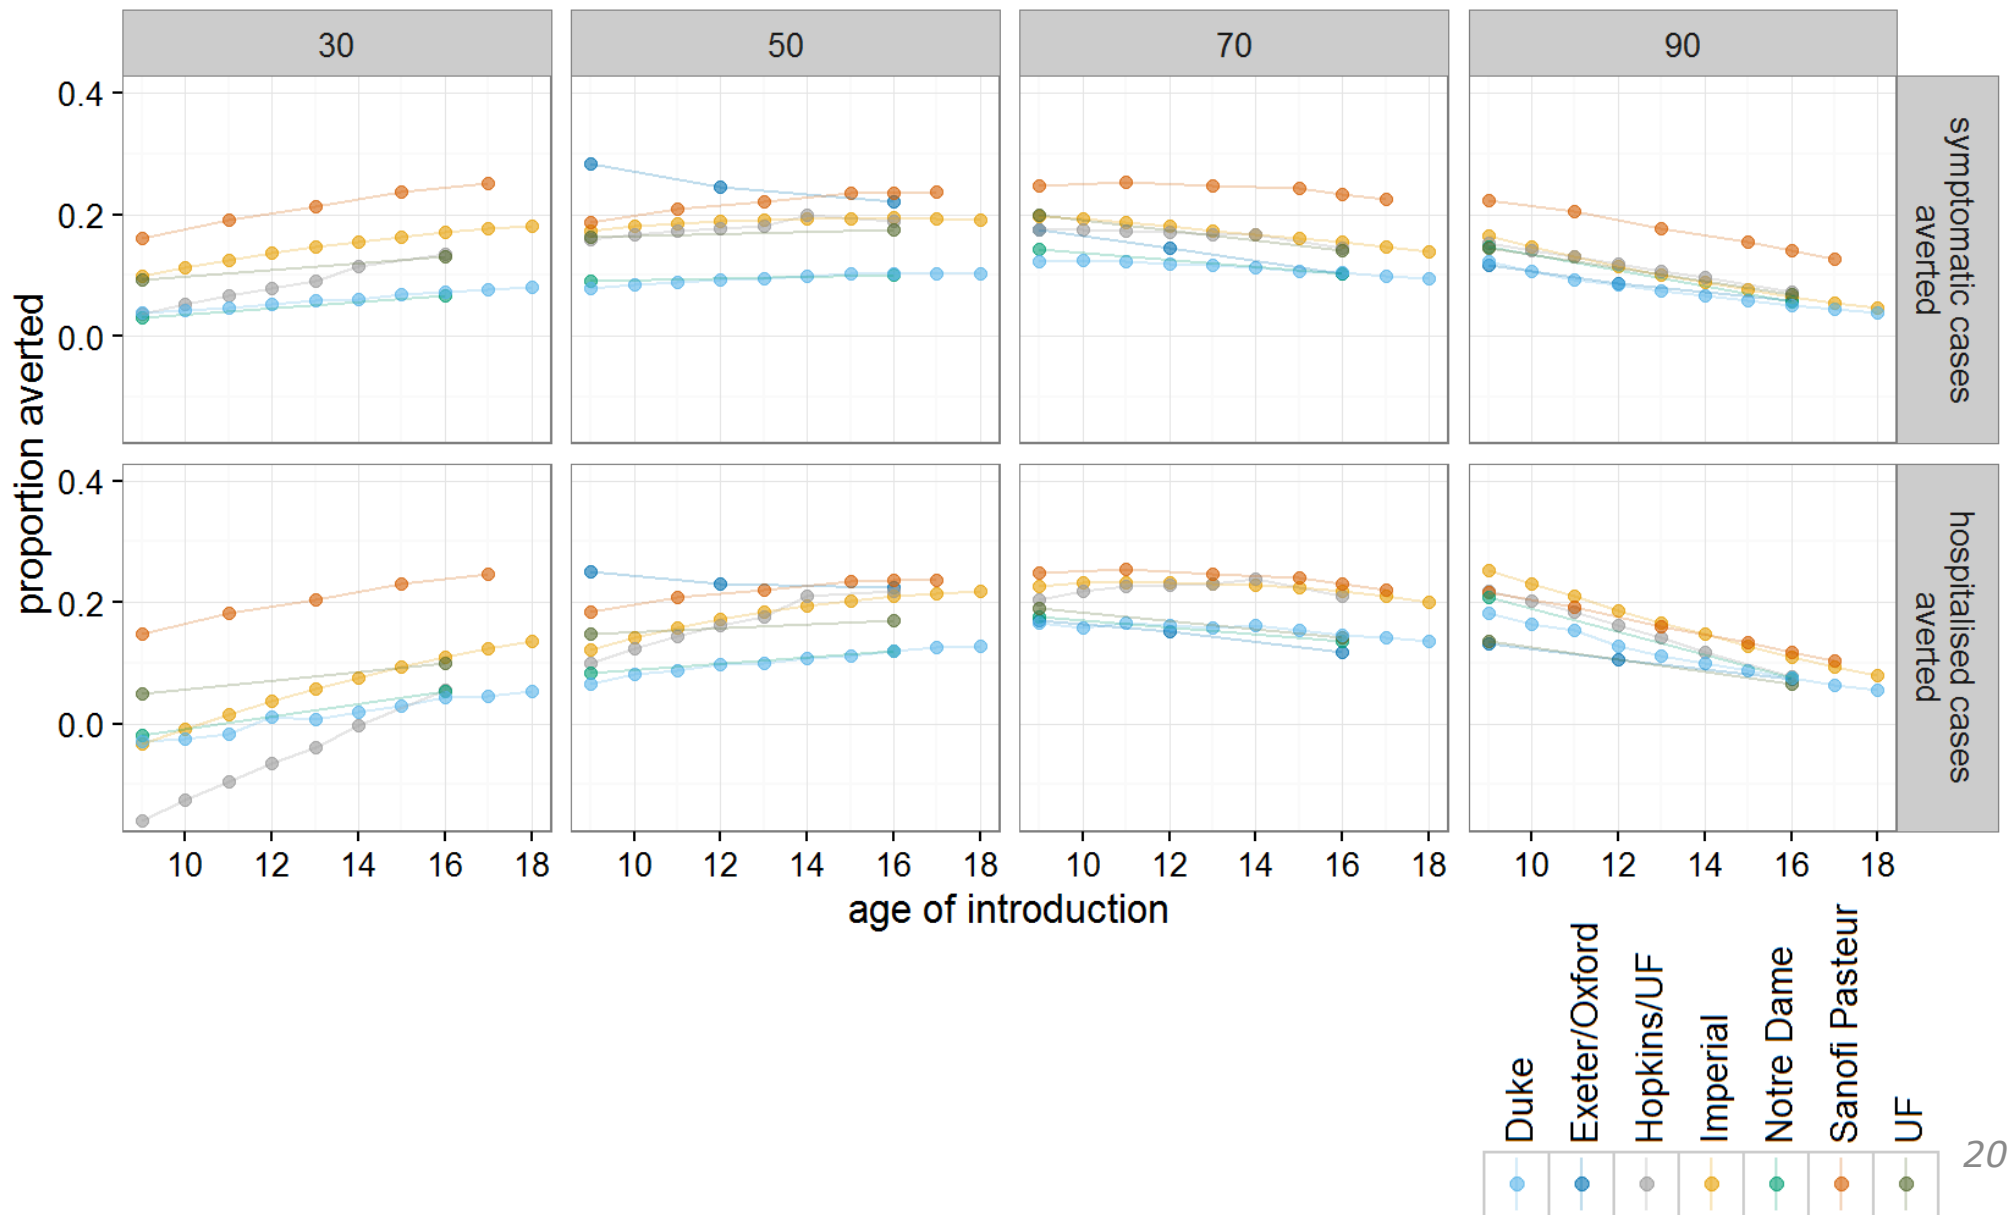 30
50
70
90
0.4
0.2
0.0
symptomatic cases
averted
proportion averted
0.4
0.2
0.0
hospitalised cases
averted
10 12 14 16 18
10 12 14 16 18
10 12 14 16 18
10 12 14 16 18
age of introduction
Duke
Exeter/Oxford
Hopkins/UF
Imperial
Notre Dame
Sanofi Pasteur
UF
20